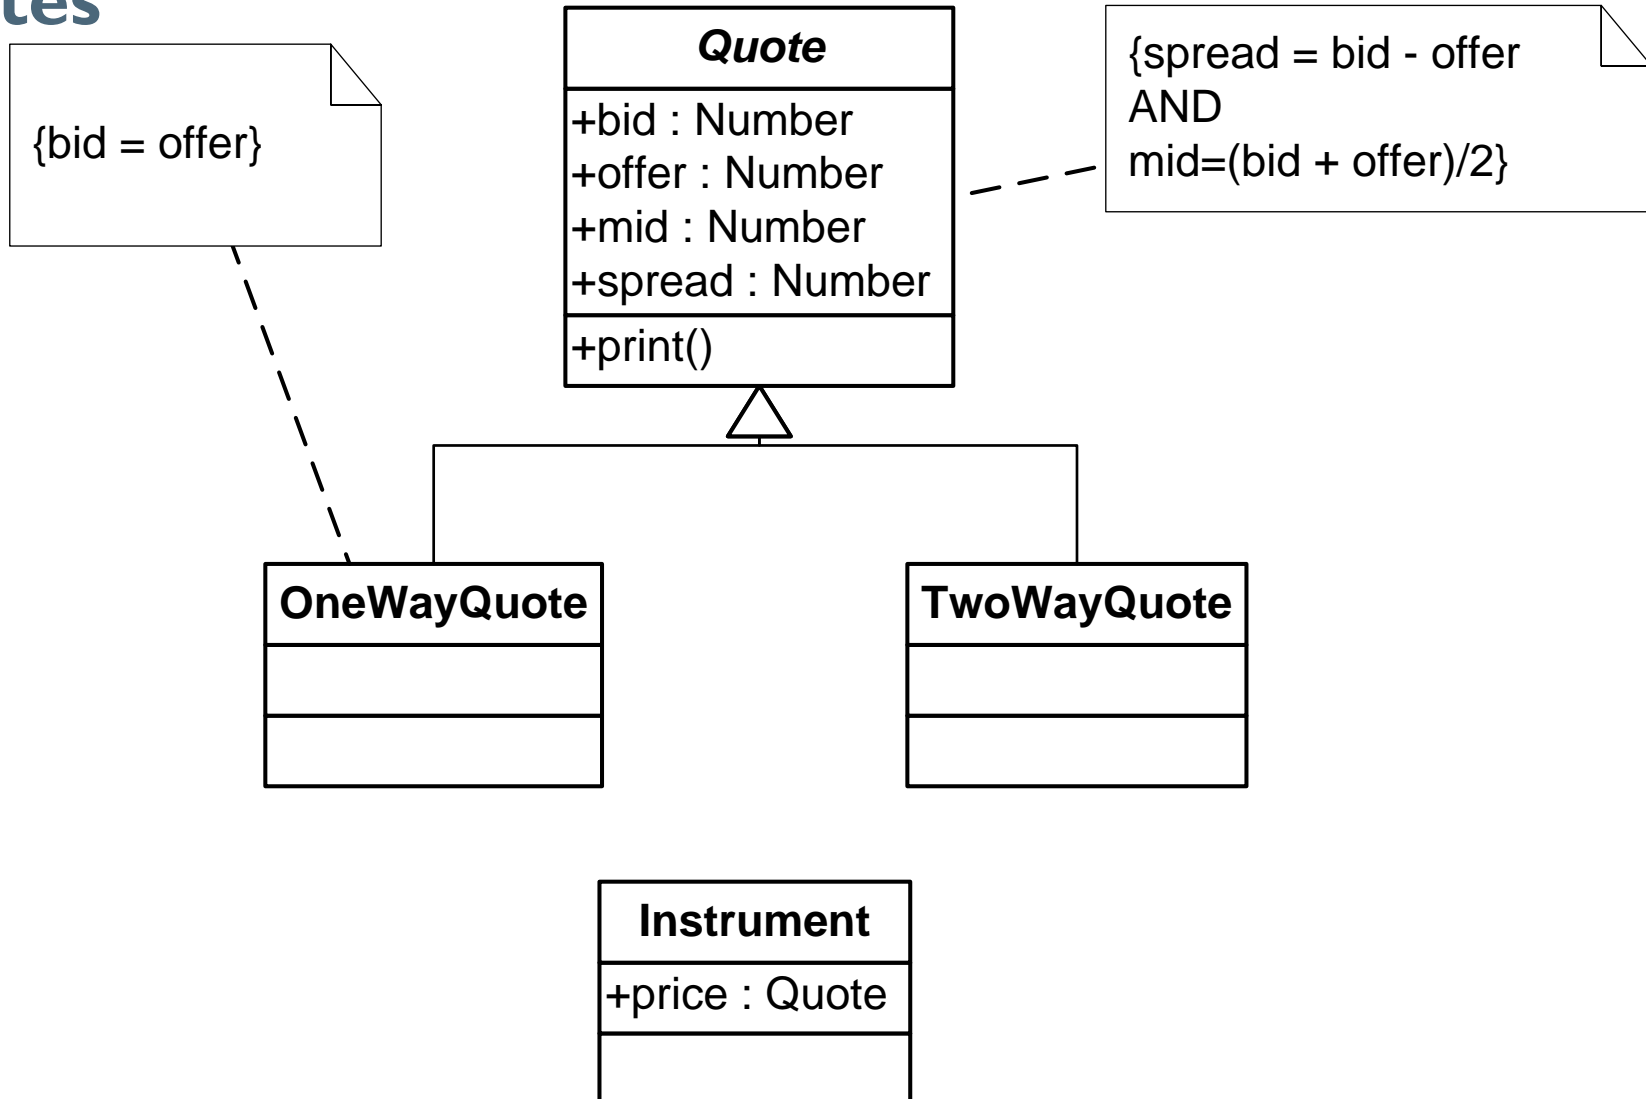 {bid = offer}
Quote
+bid : Number
+offer : Number
+mid : Number
+spread : Number
+print()
{spread = bid - offer
AND
mid=(bid + offer)/2}
OneWayQuote
TwoWayQuote
Instrument
+price : Quote